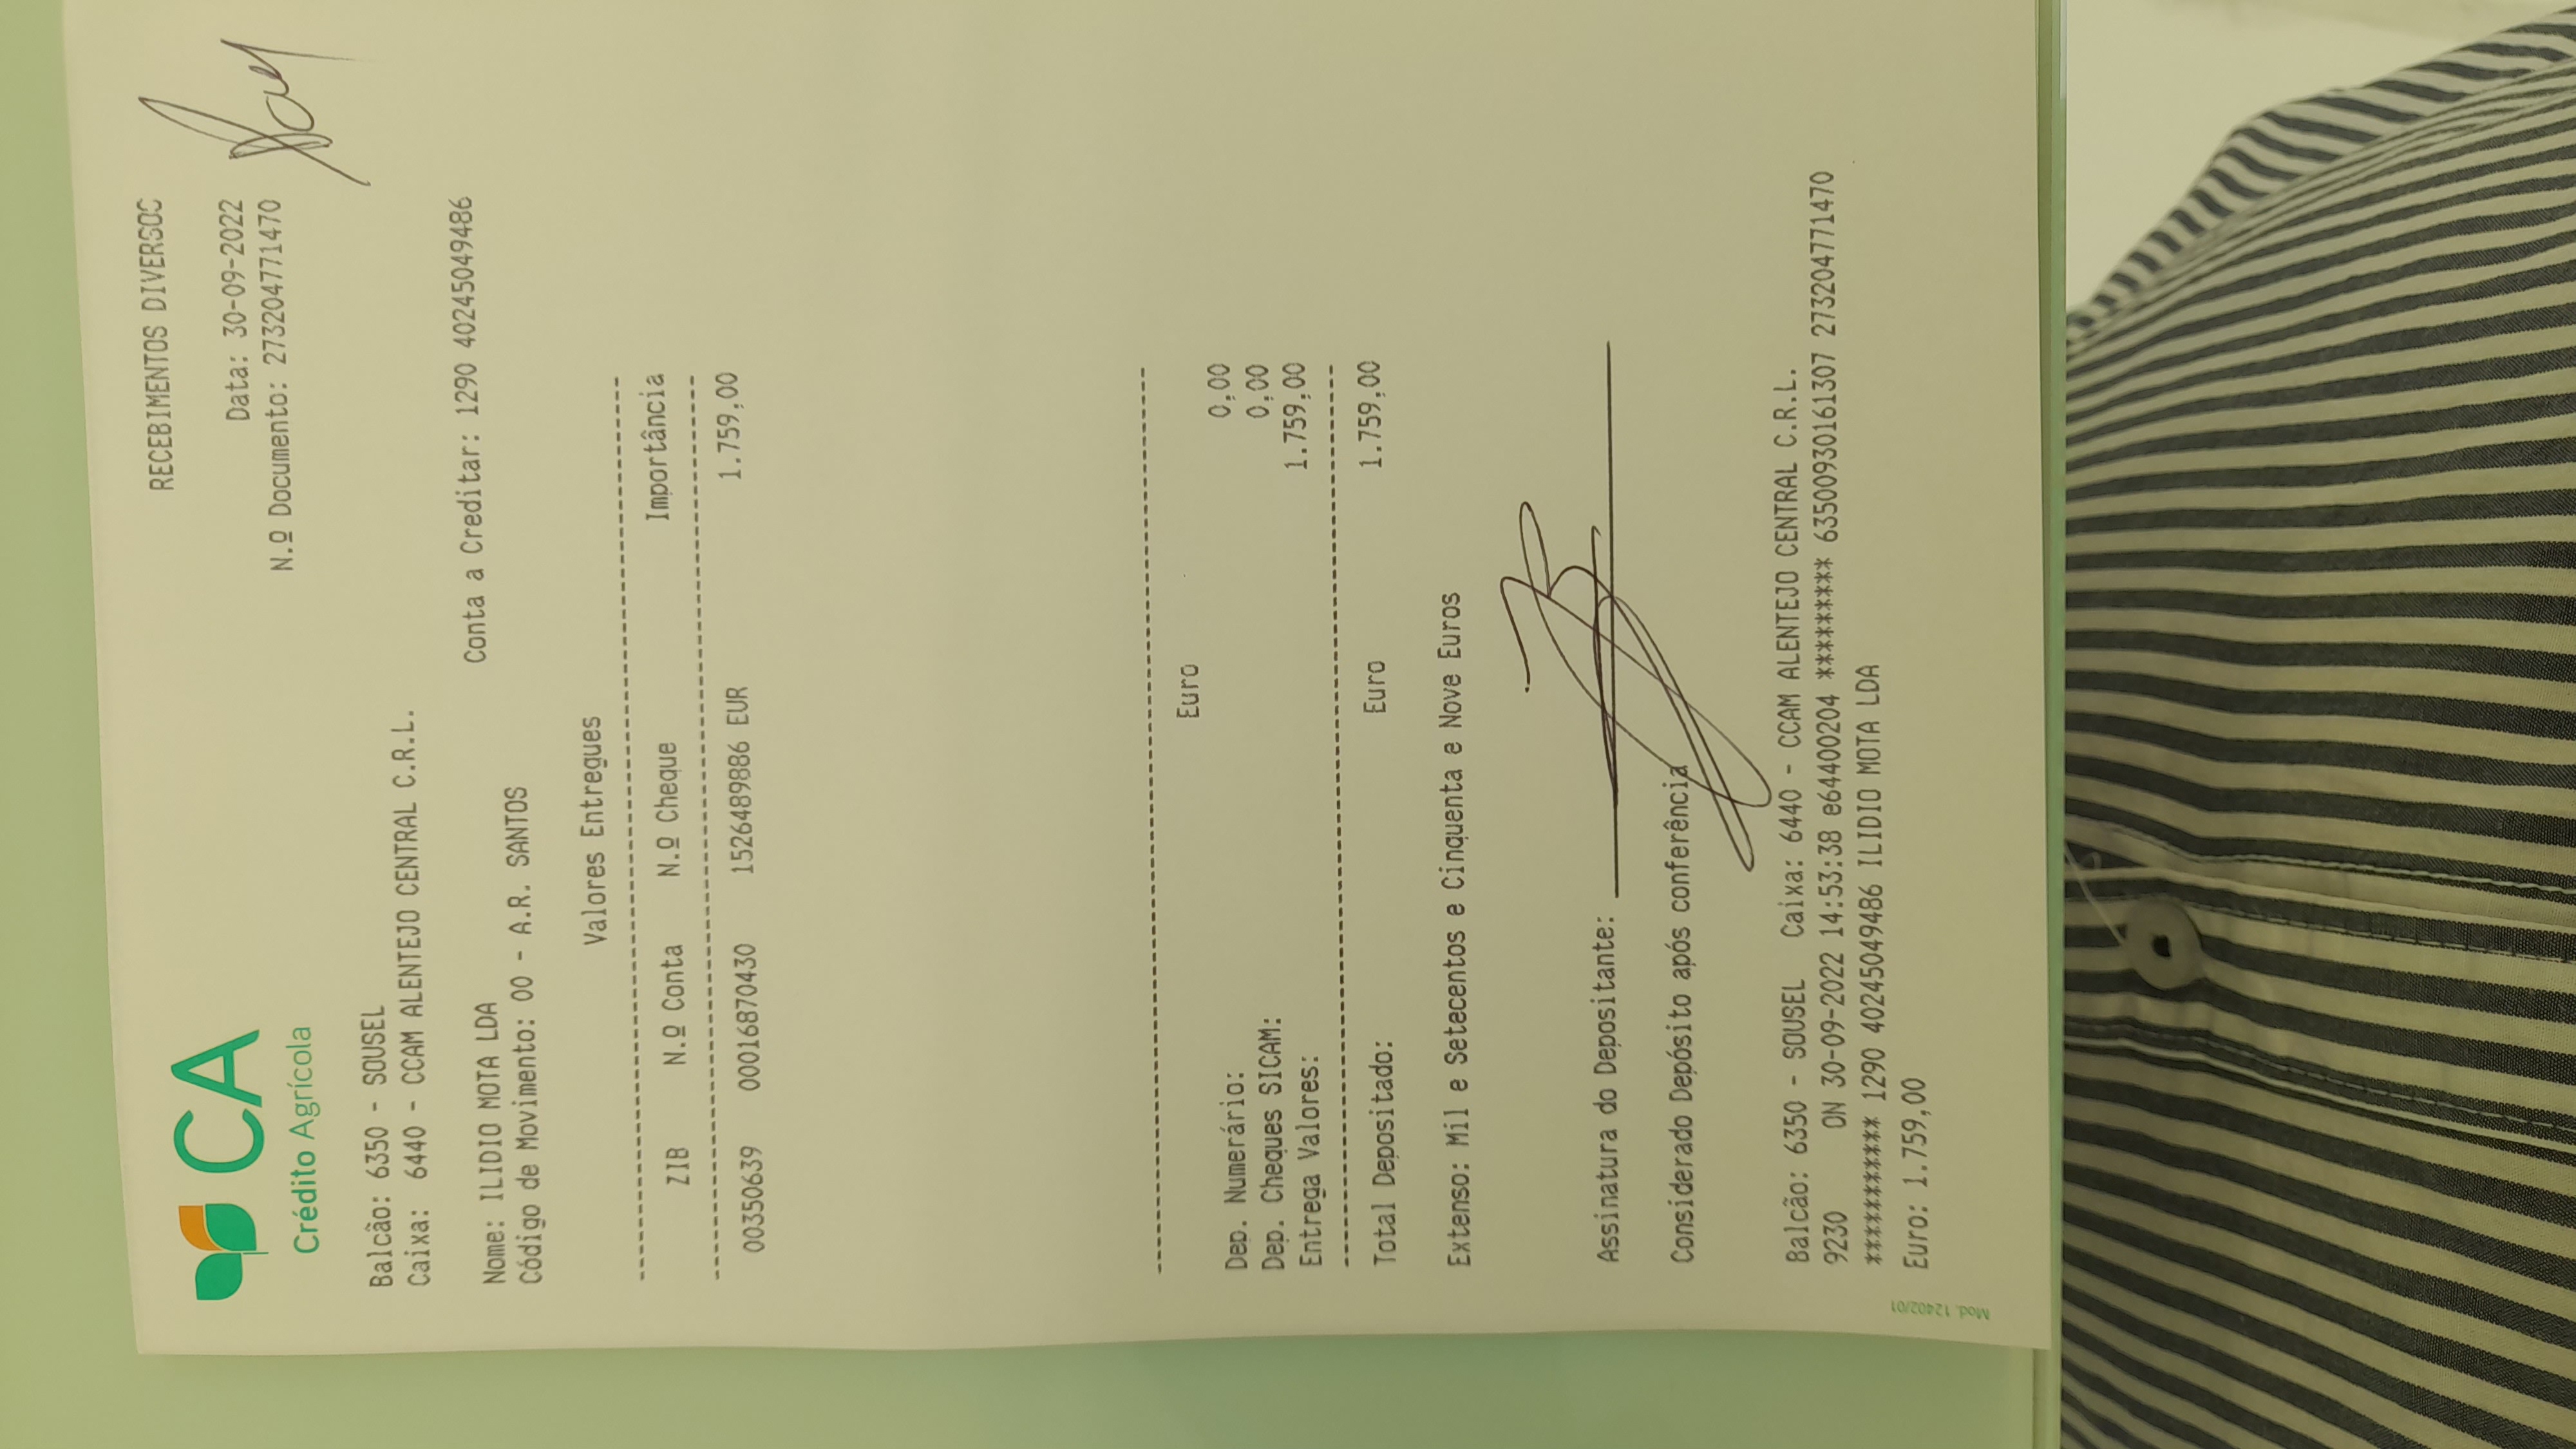 CA
Crédito Agrícola
RECEBIMENTOS DIVERSOC
Data: 30-09-2022
N.º Documento: 273204771470
Balcão: 6350 - SOUSEL
Caixa: 6440 - CCAM ALENTEJO CENTRAL C.R.L.
Conta a Creditar: 1290 40245049486
Nome: ILIDIO MOTA LDA
Código de Movimento: 00 - A.R. SANTOS
Valores Entregues
ZIB N.º Conta N.º Cheque Importância
00350639 00016870430 1526489886 EUR 1.759,00
Euro
Dep. Numerário: 0,00
Dep. Cheques SICAM: 0,00
Entrega Valores: 1.759,00
Total Depositado: Euro 1.759,00
Extenso: Mil e Setecentos e Cinquenta e Nove Euros
Assinatura do Depositante:
Considerado Depósito após conferência
Balcão: 6350 - SOUSEL Caixa: 6440 - CCAM ALENTEJO CENTRAL C.R.L.
9230 ON 30-09-2022 14:53:38 e64400204 ********** 6350093016​1307 273204771470
************ 1290 40245049486 ILIDIO MOTA LDA
Euro: 1.759,00
Mod. 12402/01